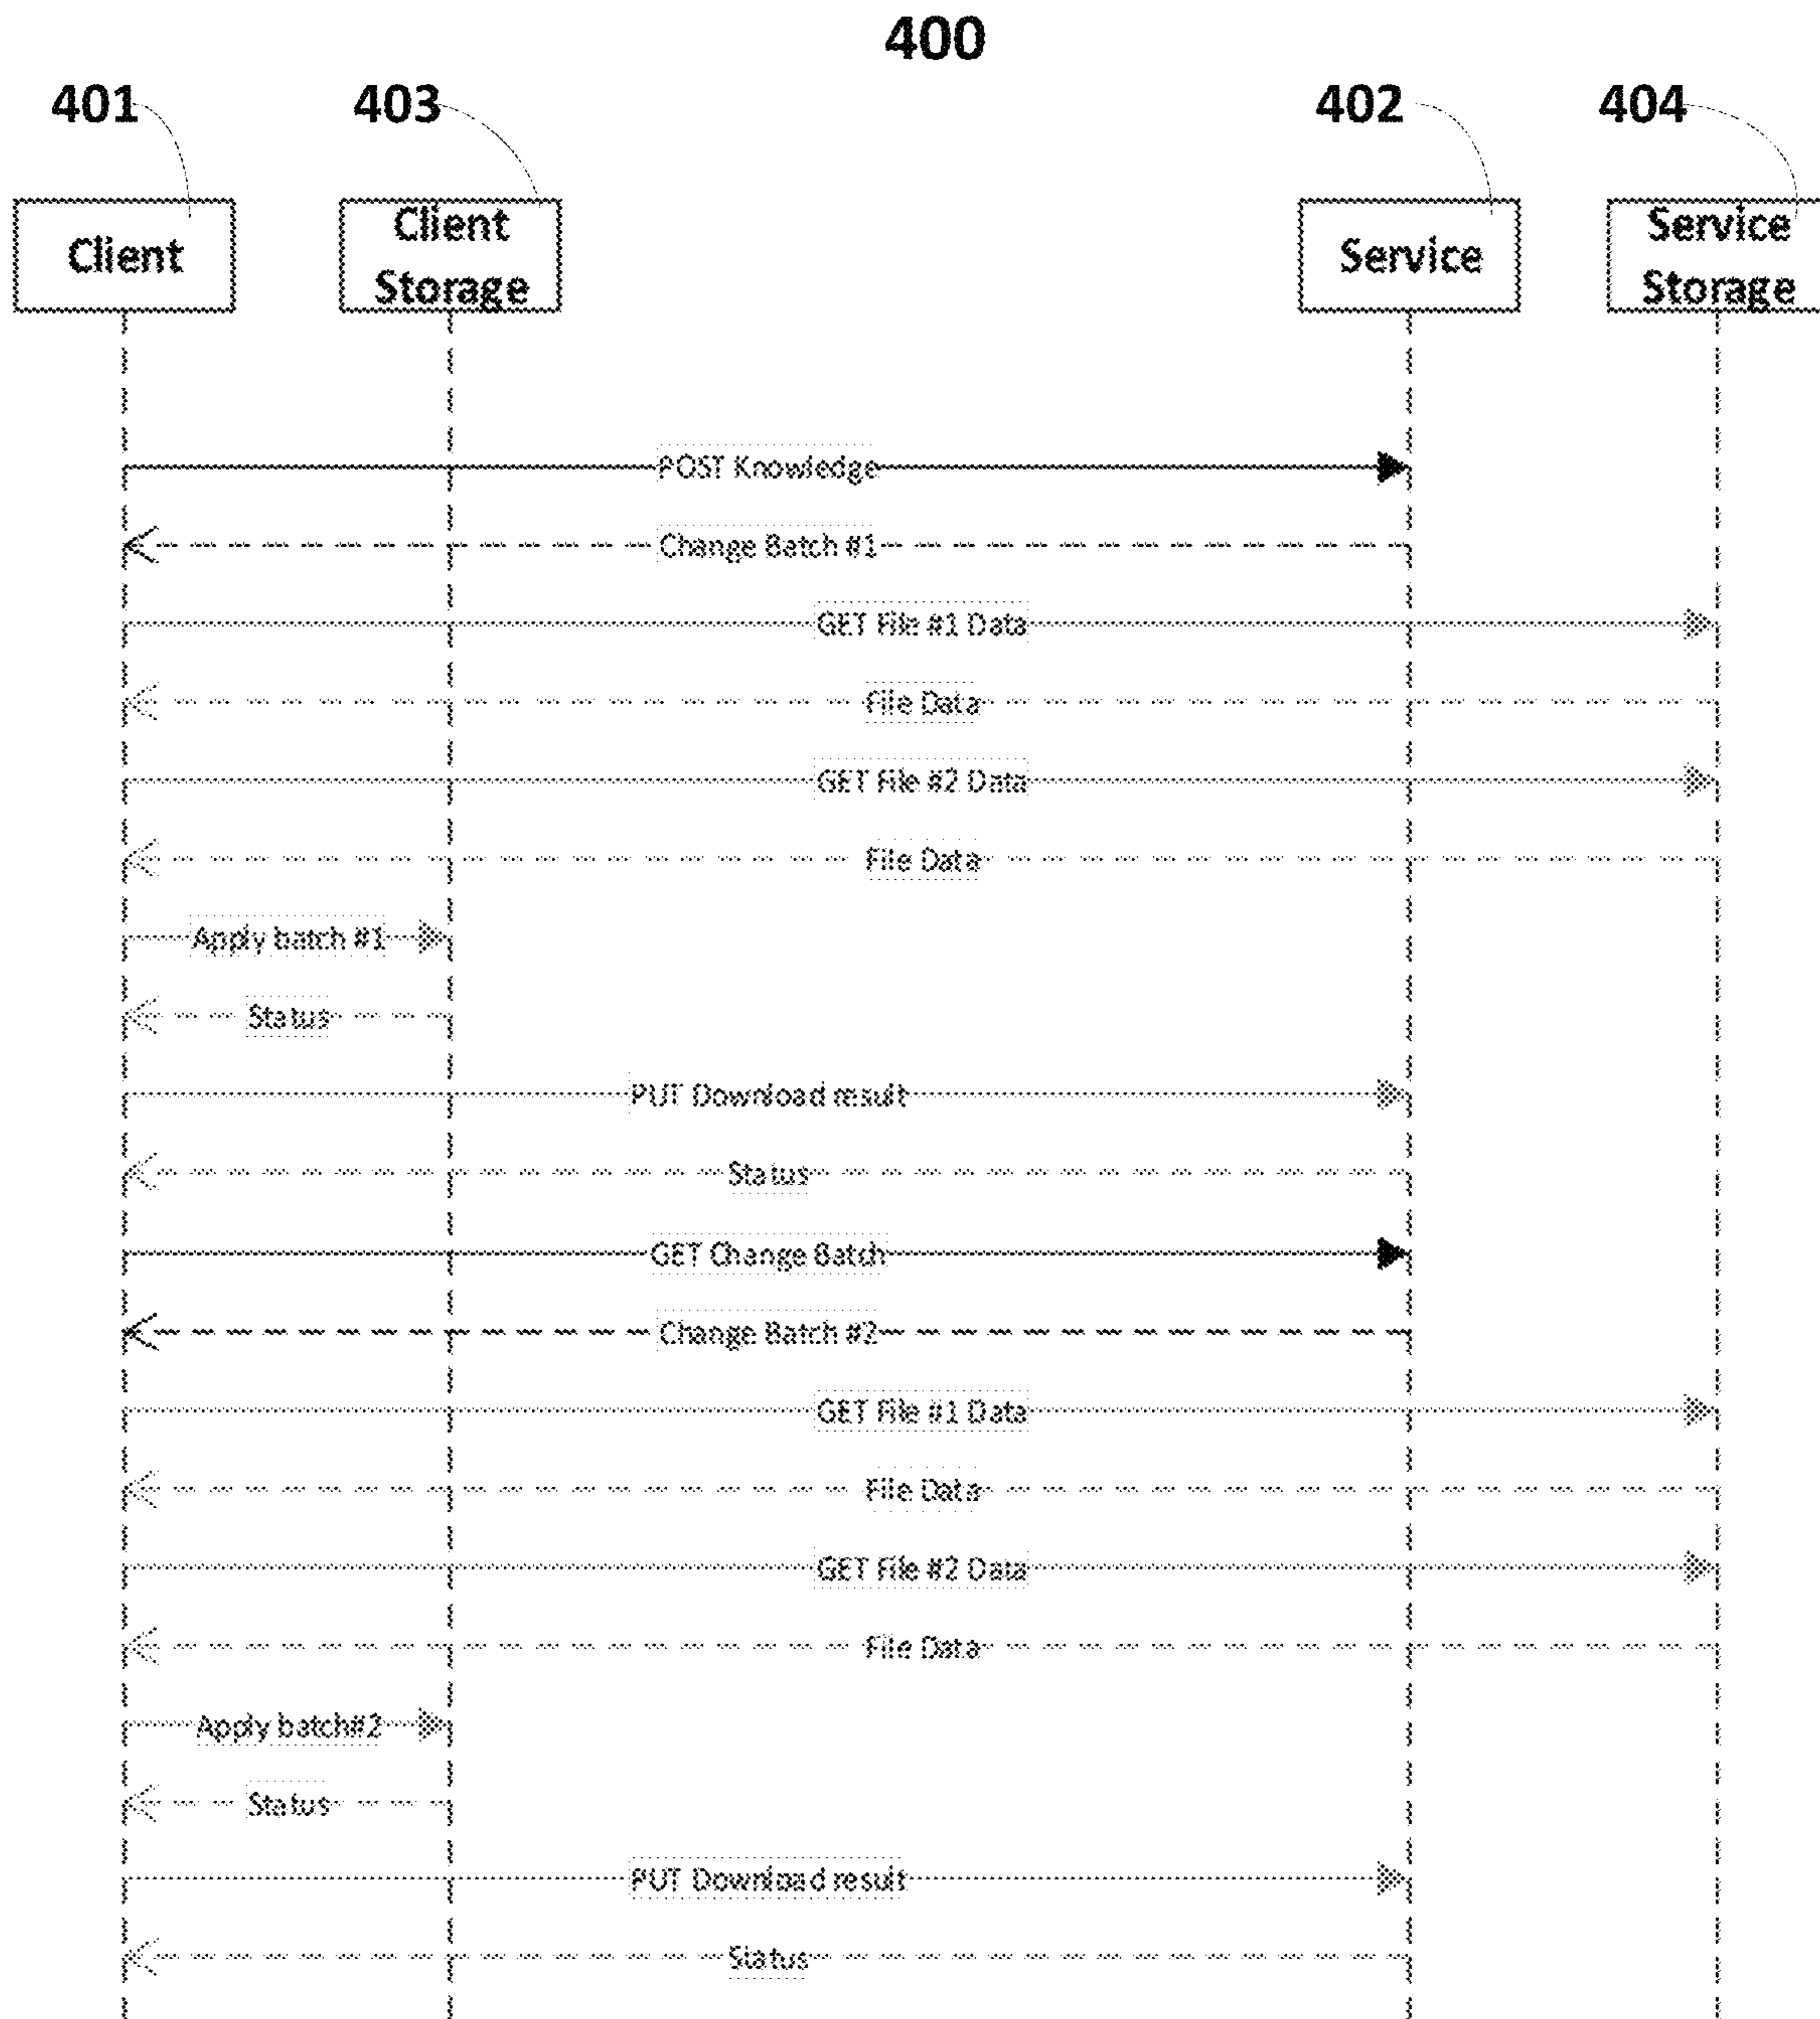 400
401
403
402
404
Client
Client
Storage
Service
Service
Storage
POST Knowledge
Change Batch #1
GET File #1 Data
File Data
GET File #2 Data
File Data
Apply batch #1
Status
PUT Download result
Status
GET Change Batch
Change Batch #2
GET File #1 Data
File Data
GET File #2 Data
File Data
Apply batch#2
Status
PUT Download result
Status